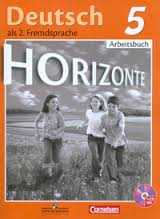 Deutsch 5
als 2. Fremdsprache
Arbeitsbuch
HORIZONTE
Cornelsen